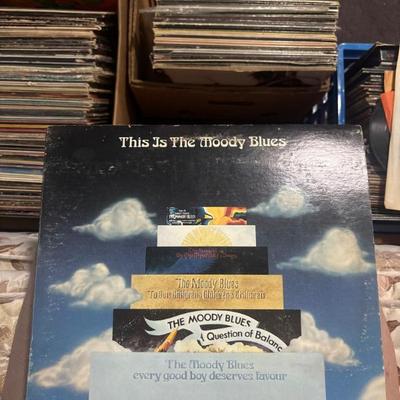 This Is The Moody Blues
The Moody Blues
To Our Children's Children's Children
THE MOODY BLUES
A Question of Balance
The Moody Blues
every good boy deserves favour